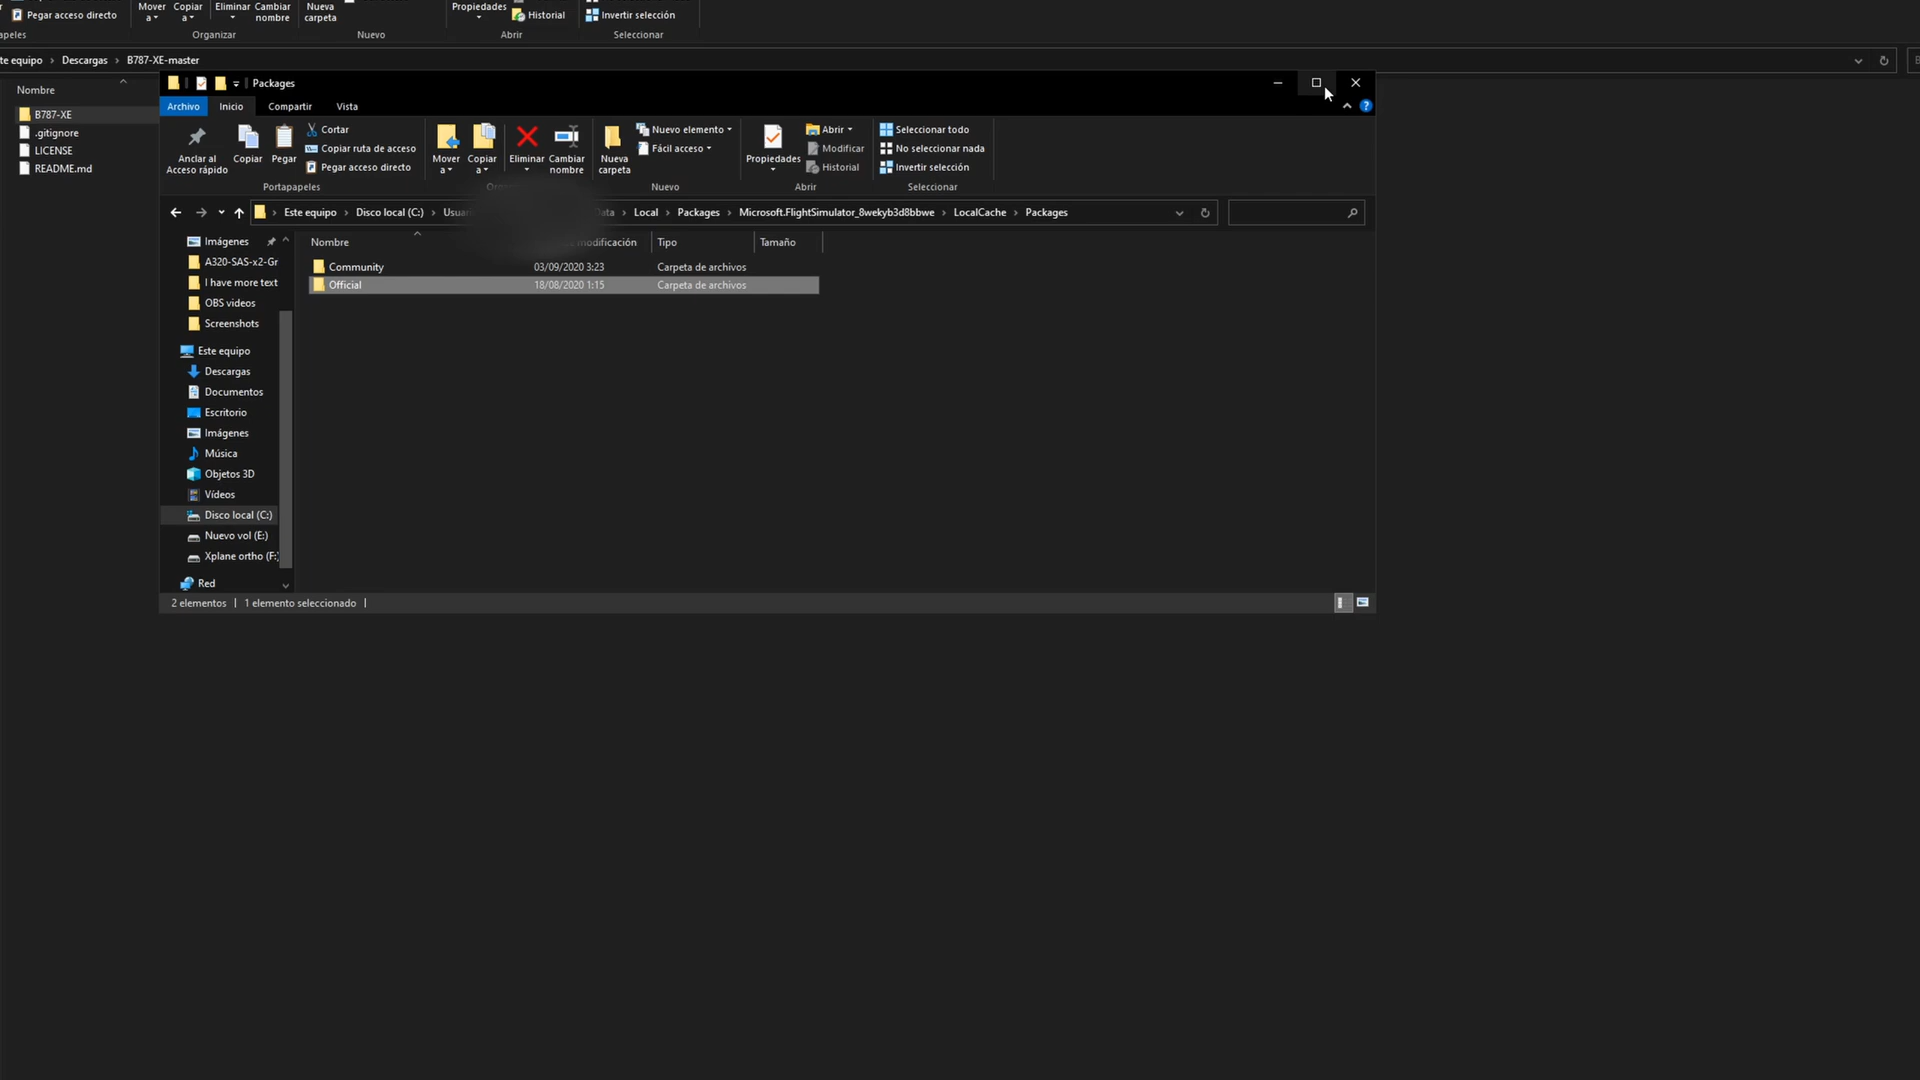 Pegar acceso directo
Mover a
Copiar a
Eliminar
Cambiar nombre
Nueva carpeta
Propiedades
Historial
Invertir selección
Organizar
Nuevo
Abrir
Seleccionar
equipo > Descargas > B787-XE-master
Nombre
B787-XE
.gitignore
LICENSE
README.md
Packages
Archivo Inicio Compartir Vista
Anclar al Acceso rápido
Copiar
Pegar
Cortar
Copiar ruta de acceso
Pegar acceso directo
Portapapeles
Mover a
Copiar a
Eliminar
Cambiar nombre
Nueva carpeta
Nuevo elemento
Fácil acceso
Nuevo
Propiedades
Abrir
Modificar
Historial
Abrir
Seleccionar todo
No seleccionar nada
Invertir selección
Seleccionar
Este equipo > Disco local (C:) > Local > Packages > Microsoft.FlightSimulator_8wekyb3d8bbwe > LocalCache > Packages
Nombre modificación Tipo Tamaño
Community 03/09/2020 3:23 Carpeta de archivos
Official 18/08/2020 1:15 Carpeta de archivos
Imágenes
A320-SAS-x2-Gr
I have more text
OBS videos
Screenshots
Este equipo
Descargas
Documentos
Escritorio
Imágenes
Música
Objetos 3D
Vídeos
Disco local (C:)
Nuevo vol (E:)
Xplane ortho (F:)
Red
2 elementos | 1 elemento seleccionado |